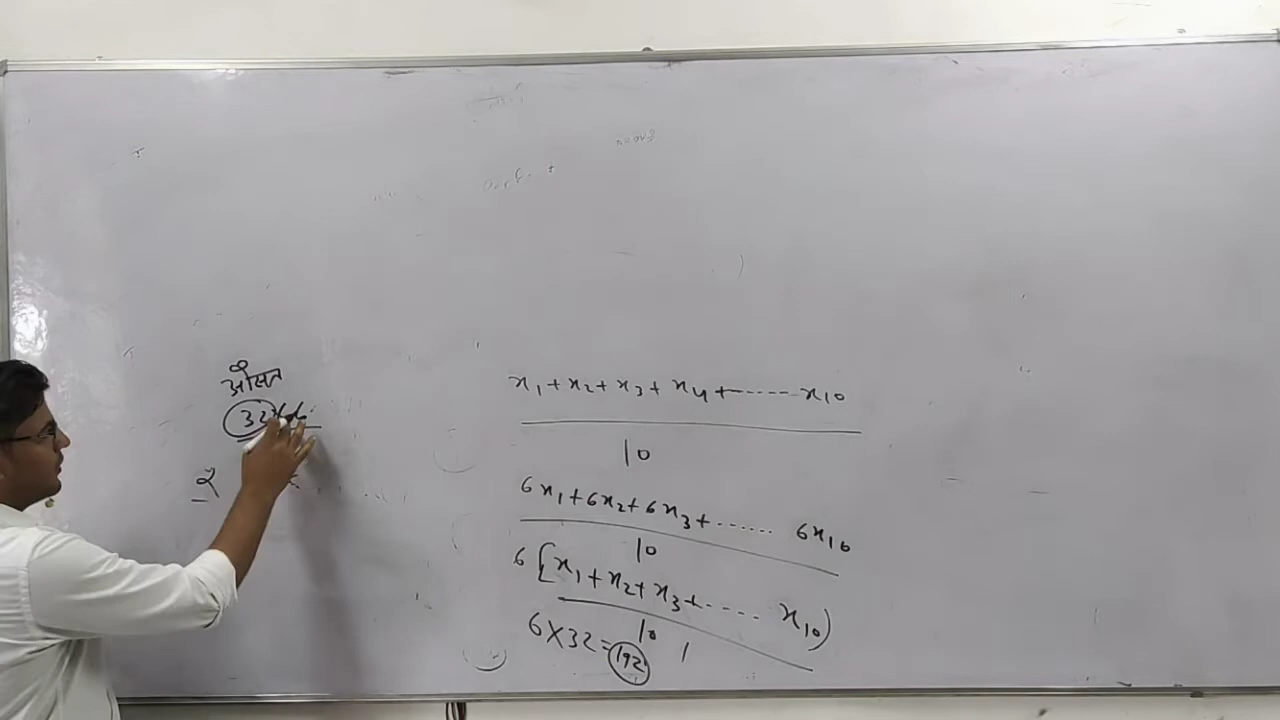 औसत
32×6
x₁+x₂+x₃+x₄+------x₁₀
10
6x₁+6x₂+6x₃+...... 6x₁₀
10
6[x₁+x₂+x₃+.... x₁₀)
10
6×32=192